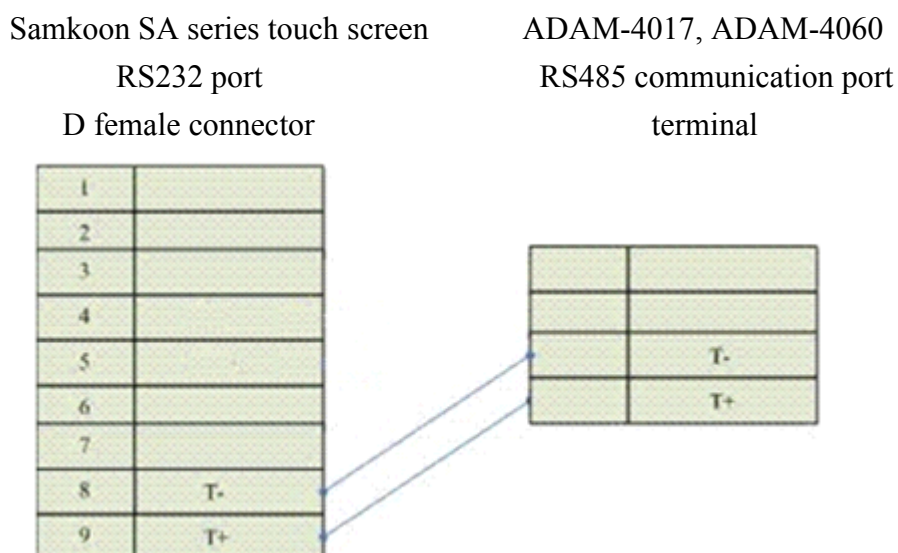 Samkoon SA series touch screen
RS232 port
D female connector
ADAM-4017, ADAM-4060
RS485 communication port
terminal
1
2
3
4
5
6
7
8 T-
9 T+
T-
T+